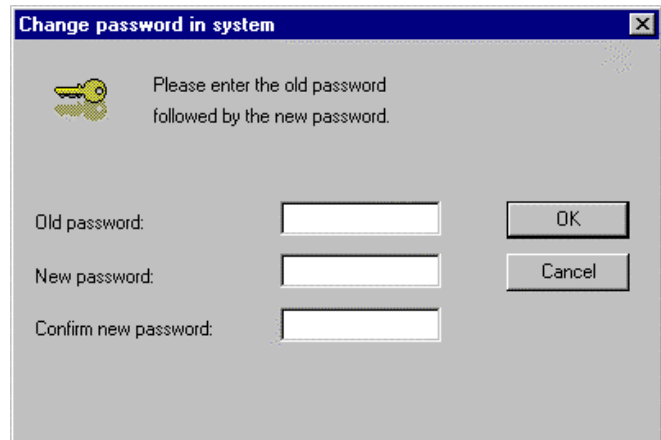 Change password in system
Please enter the old password
followed by the new password.
Old password:
OK
New password:
Cancel
Confirm new password: